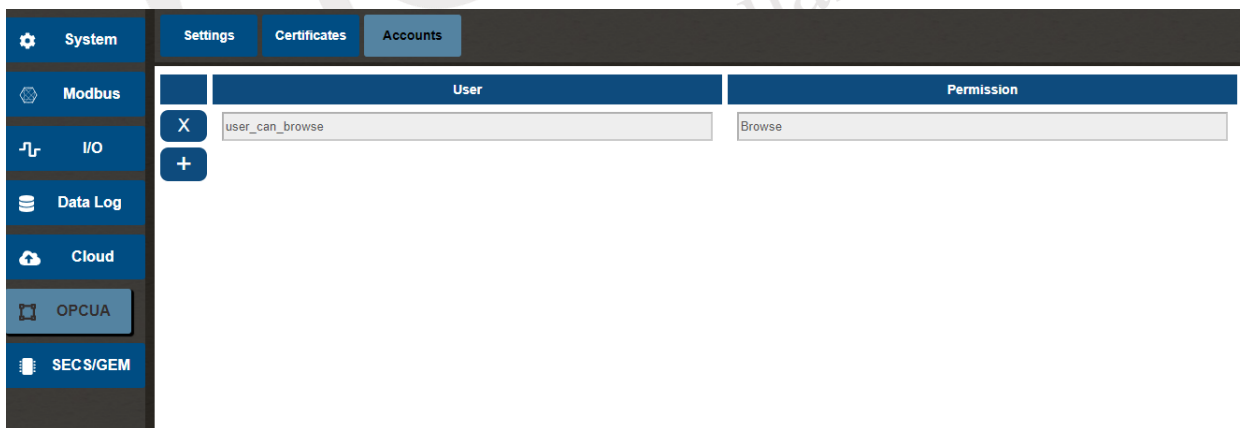 System
Settings Certificates Accounts
Modbus
User Permission
X user_can_browse Browse
I/O
+
Data Log
Cloud
OPCUA
SECS/GEM